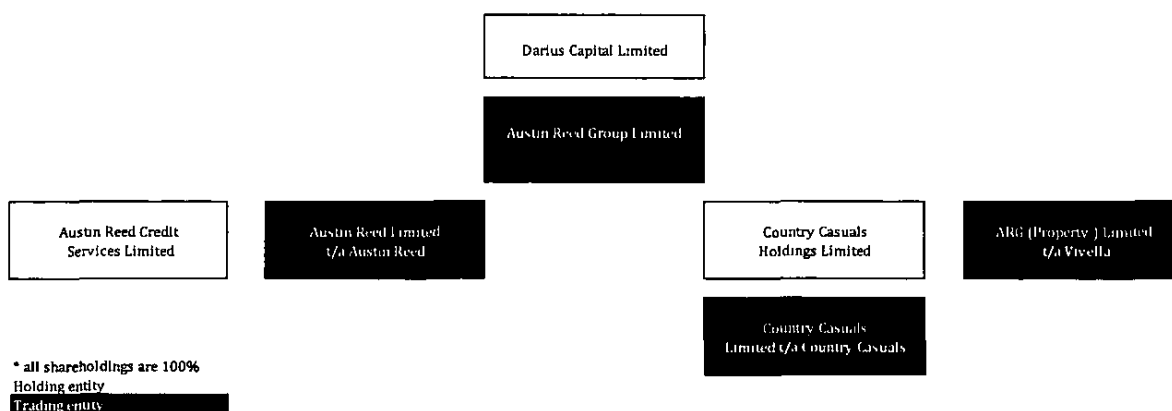 Darius Capital Limited
Austin Reed Group Limited
Austin Reed Credit
Services Limited
Austin Reed Limited
t/a Austin Reed
Country Casuals
Holdings Limited
ARG (Property ) Limited
t/a Vivella
Country Casuals
Limited t/a Country Casuals
* all shareholdings are 100%
Holding entity
Trading entity